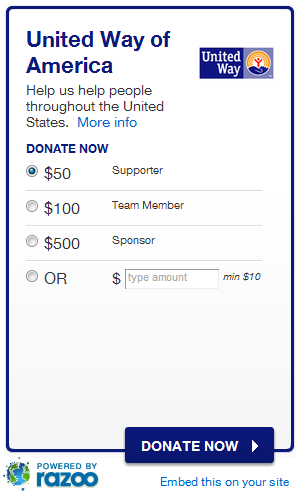 United Way of
America
United
Way
Help us help people
throughout the United
States.  More info
DONATE NOW
$50 Supporter
$100 Team Member
$500 Sponsor
OR $ type amount min $10
DONATE NOW
POWERED BY
razoo
Embed this on your site